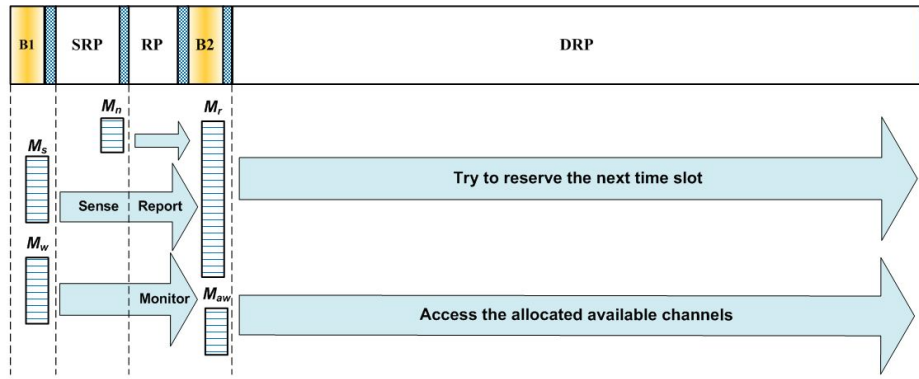 B1 SRP RP B2 DRP
Mn Mr
Ms
Try to reserve the next time slot
Sense Report
Mw
Monitor Maw
Access the allocated available channels